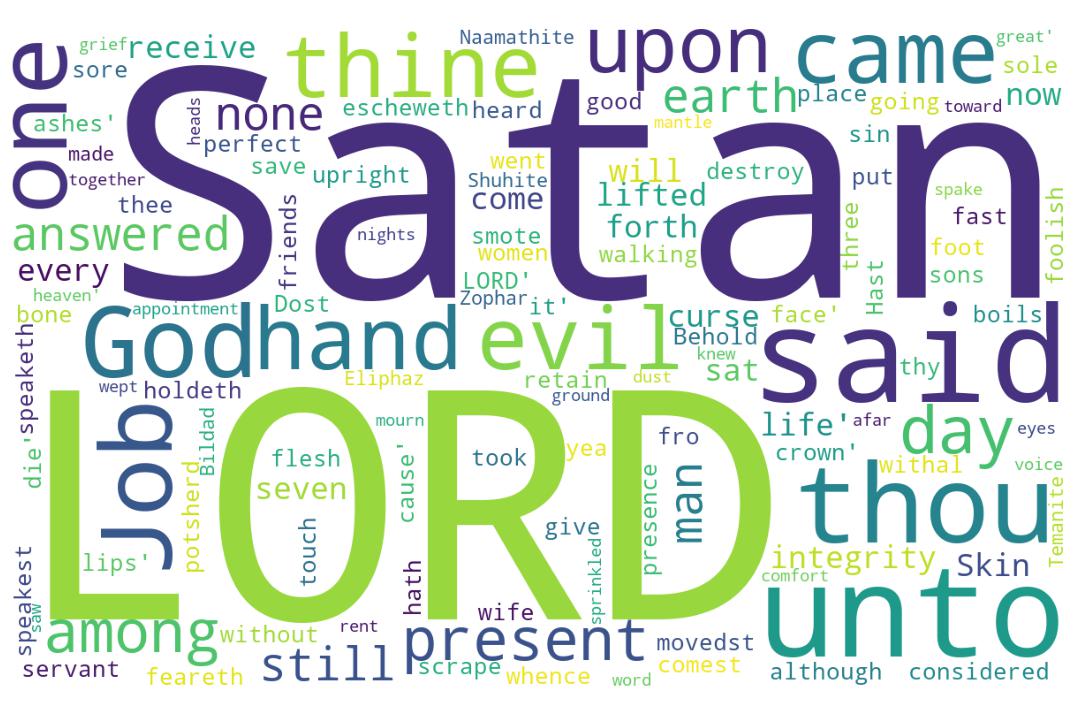 Satan
LORD
said
unto
thou
evil
hand
God
Job
came
upon
thine
one
day
present
still
among
answered
earth
none
every
receive
now
perfect
upright
save
sore
grief
ashes'
made
together
thee
heads
friends
nights
escheweth
heard
Naamathite
good
mantle
place
going
toward
great'
sole
sin
put
spake
fast
foot
sons
foolish
three
Hast
boils
destroy
will
lifted
forth
walking
went
Shuhite
come
smote
women
LORD'
Zophar
it'
Dost
appointment
heaven'
bone
speaketh
wept
holdeth
Eliphaz
retain
dust
ground
curse
Behold
knew
sat
face'
thy
life'
afar
crown'
eyes
voice
withal
Temanite
integrity
Skin
comfort
man
fro
presence
yea
took
give
sprinkled
mourn
cause'
flesh
seven
touch
Bildad
potsherd
lips'
die'
speakest
saw
servant
feareth
without
rent
hath
wife
scrape
whence
word
movedst
comest
although
considered